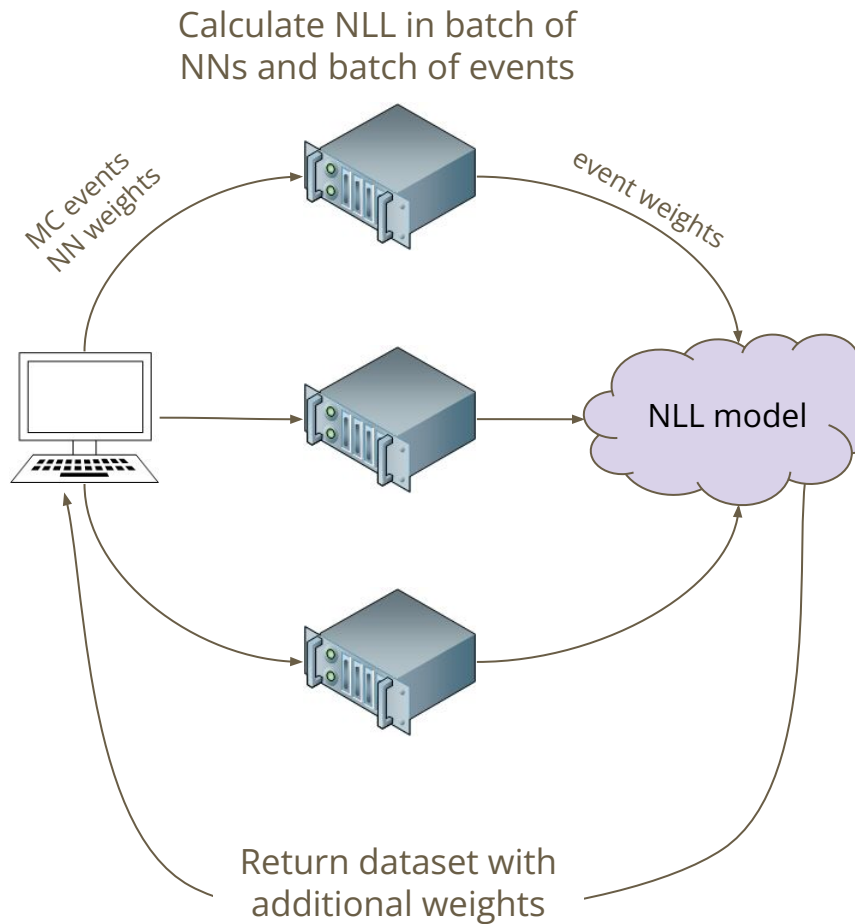 Calculate NLL in batch of
NNs and batch of events
MC events
NN weights
event weights
NLL model
Return dataset with
additional weights